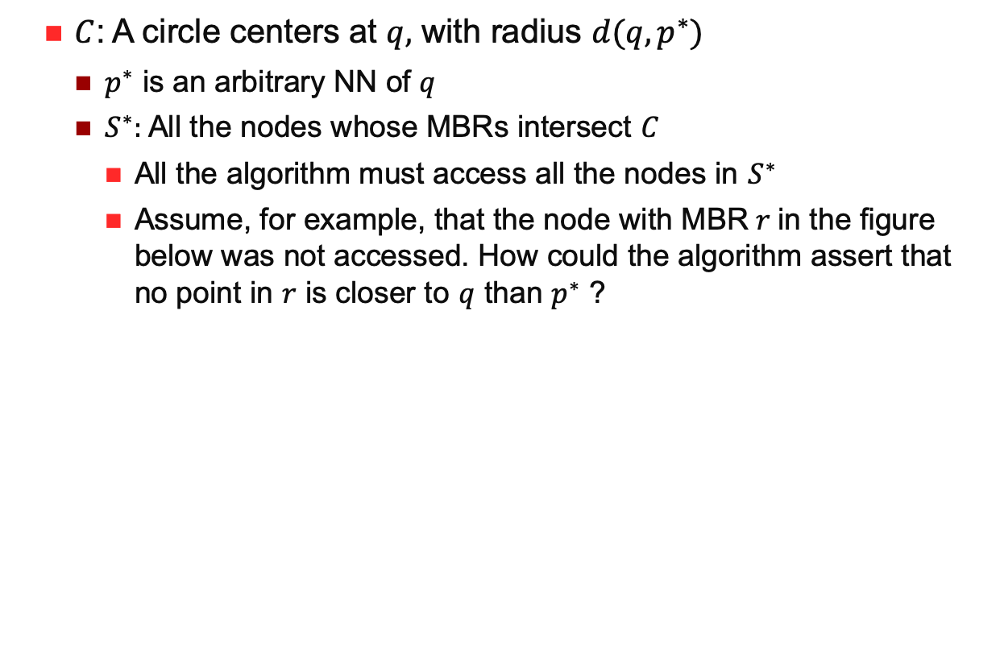 C: A circle centers at q, with radius d(q, p*)
p* is an arbitrary NN of q
S*: All the nodes whose MBRs intersect C
All the algorithm must access all the nodes in S*
Assume, for example, that the node with MBR r in the figure
below was not accessed. How could the algorithm assert that
no point in r is closer to q than p* ?